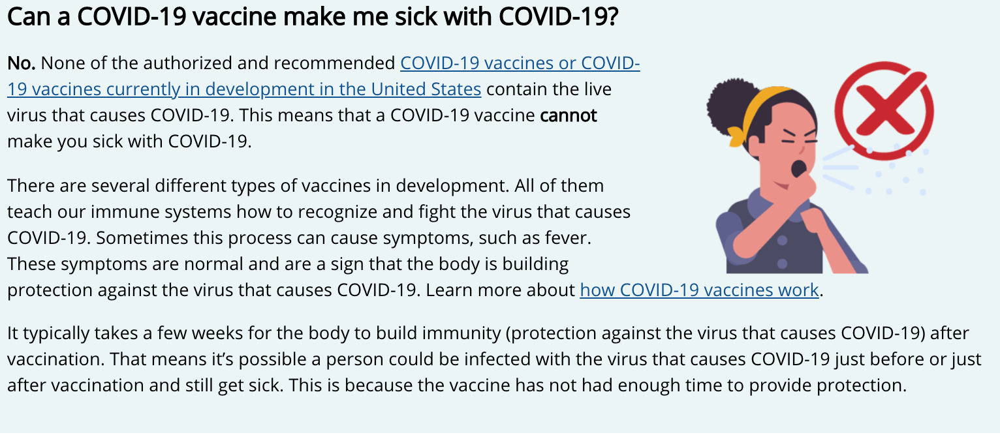 Can a COVID-19 vaccine make me sick with COVID-19?
No. None of the authorized and recommended COVID-19 vaccines or COVID-
19 vaccines currently in development in the United States contain the live
virus that causes COVID-19. This means that a COVID-19 vaccine cannot
make you sick with COVID-19.
There are several different types of vaccines in development. All of them
teach our immune systems how to recognize and fight the virus that causes
COVID-19. Sometimes this process can cause symptoms, such as fever.
These symptoms are normal and are a sign that the body is building
protection against the virus that causes COVID-19. Learn more about how COVID-19 vaccines work.
It typically takes a few weeks for the body to build immunity (protection against the virus that causes COVID-19) after
vaccination. That means it’s possible a person could be infected with the virus that causes COVID-19 just before or just
after vaccination and still get sick. This is because the vaccine has not had enough time to provide protection.